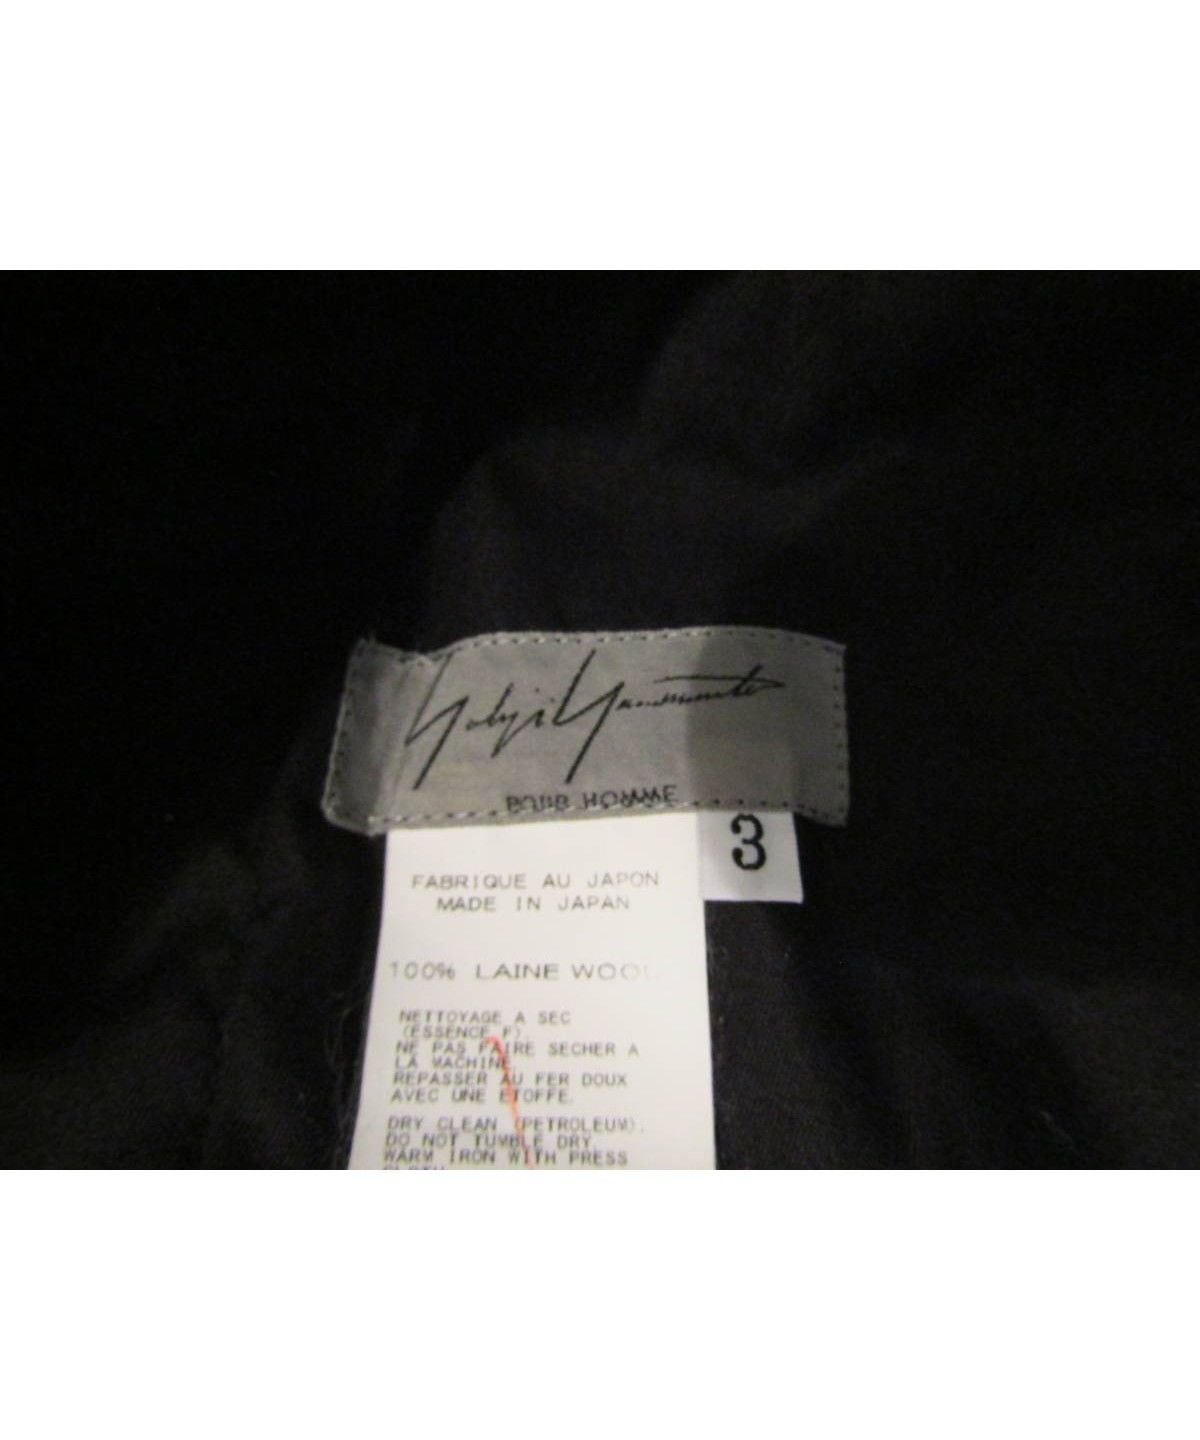 Yohji Yamamoto
POUR HOMME
3
FABRIQUE AU JAPON
MADE IN JAPAN
100% LAINE WOOL
NETTOYAGE A SEC
(ESSENCE F)
NE PAS FAIRE SECHER A
LA MACHINE
REPASSER AU FER DOUX
AVEC UNE ETOFFE.
DRY CLEAN (PETROLEUM).
DO NOT TUMBLE DRY.
WARM IRON WITH PRESS